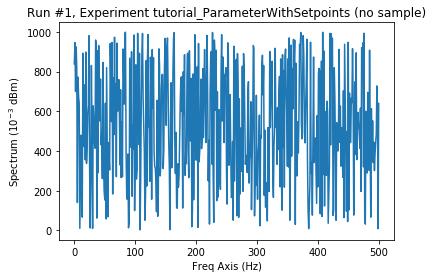 Run #1, Experiment tutorial_ParameterWithSetpoints (no sample)
1000
800
600
400
200
0
Spectrum (10⁻³ dBm)
0 100 200 300 400 500
Freq Axis (Hz)